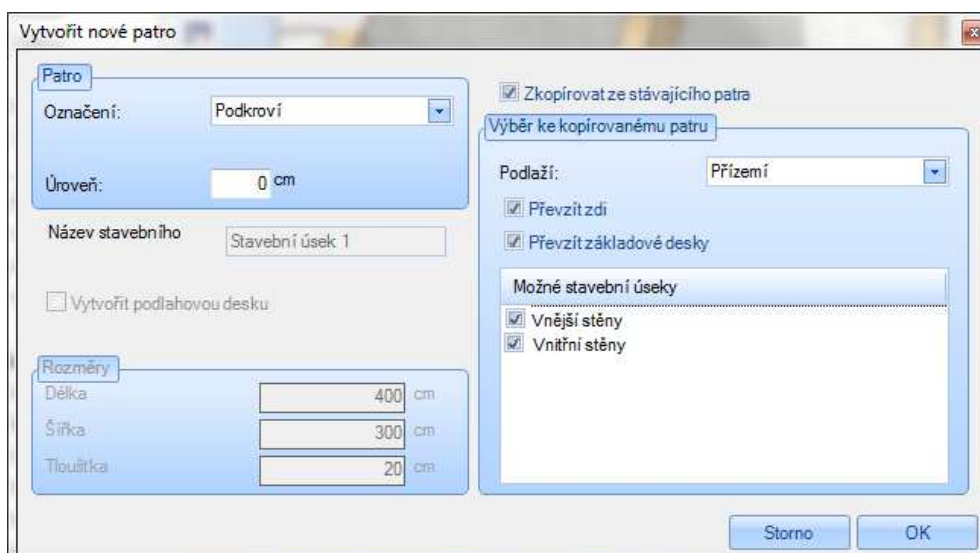 Vytvořit nové patro
Patro
Označení:
Podkroví
Úroveň:
0 cm
Název stavebního
Stavební úsek 1
Vytvořit podlahovou desku
Rozměry
Délka
400 cm
Šířka
300 cm
Tlouštka
20 cm
Zkopírovat ze stávajícího patra
Výběr ke kopírovanému patru
Podlaží:
Přízemí
Převzít zdi
Převzít základové desky
Možné stavební úseky
Vnější stěny
Vnitřní stěny
Storno
OK